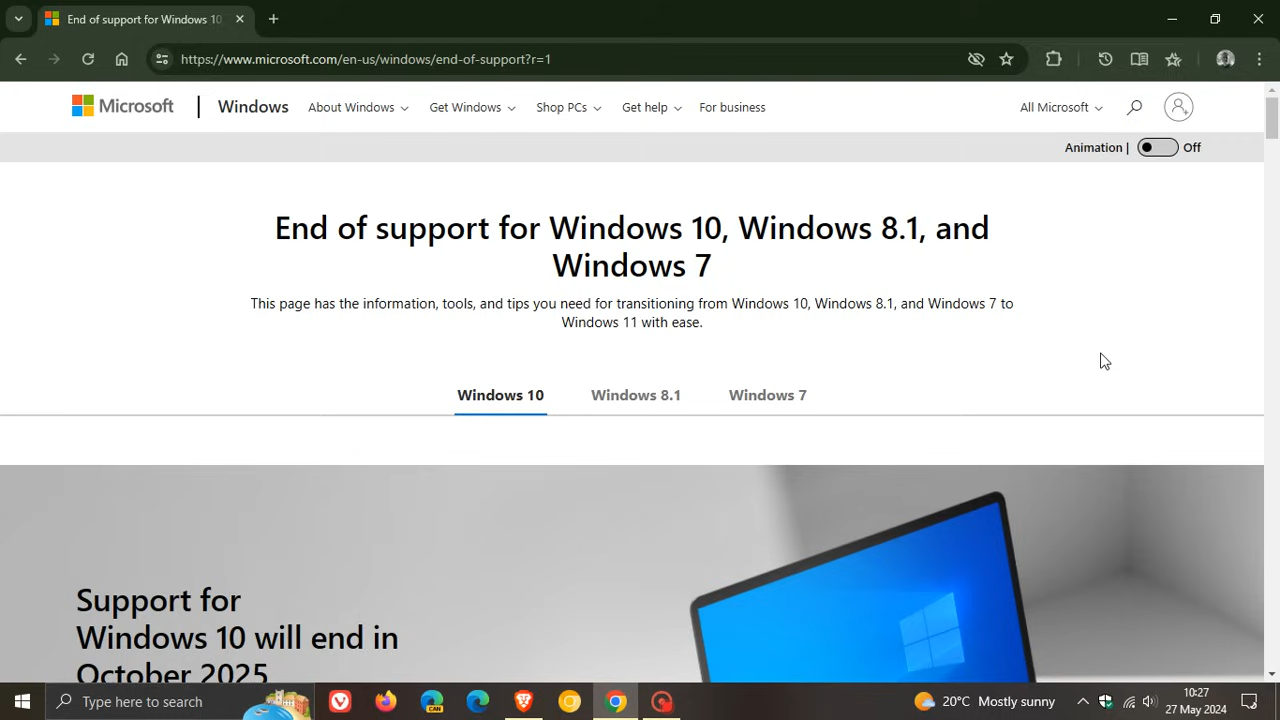 End of support for Windows 10
https://www.microsoft.com/en-us/windows/end-of-support?r=1
Microsoft
Windows
About Windows
Get Windows
Shop PCs
Get help
For business
All Microsoft
Animation |
Off
End of support for Windows 10, Windows 8.1, and
Windows 7
This page has the information, tools, and tips you need for transitioning from Windows 10, Windows 8.1, and Windows 7 to
Windows 11 with ease.
Windows 10
Windows 8.1
Windows 7
Support for
Windows 10 will end in
October 2025
Type here to search
CAN
20°C Mostly sunny
10:27
27 May 2024